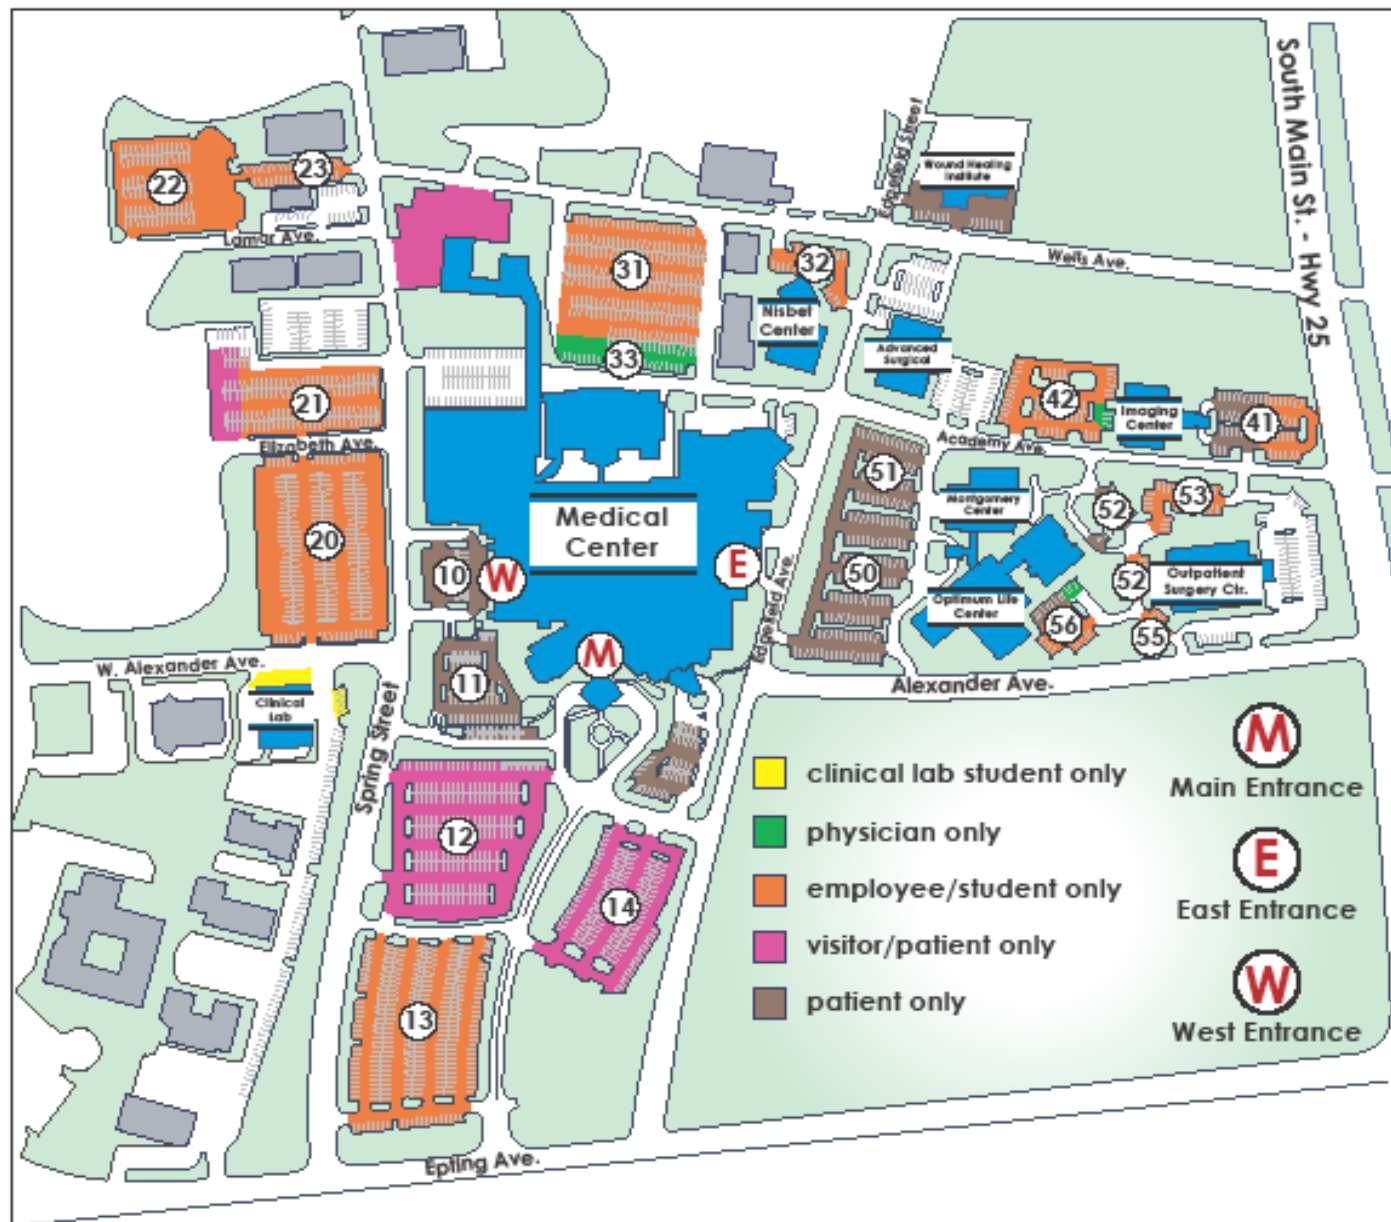 South Main St. - Hwy 25
Edgefield Street
Wound Healing
Institute
23
22
Lamar Ave.
Wells Ave.
31
32
Nisbet
Center
33
Advanced
Surgical
21
42
Imaging
Center
41
Elizabeth Ave.
Academy Ave.
51
Montgomery
Center
53
52
Medical
Center
20
10
W
E
50
52
Outpatient
Surgery Ctr.
Optimum Life
Center
56
55
Edgefield Ave.
M
W. Alexander Ave.
11
Alexander Ave.
Clinical
Lab
Spring Street
12
14
13
Epting Ave.
clinical lab student only
physician only
employee/student only
visitor/patient only
patient only
M
Main Entrance
E
East Entrance
W
West Entrance